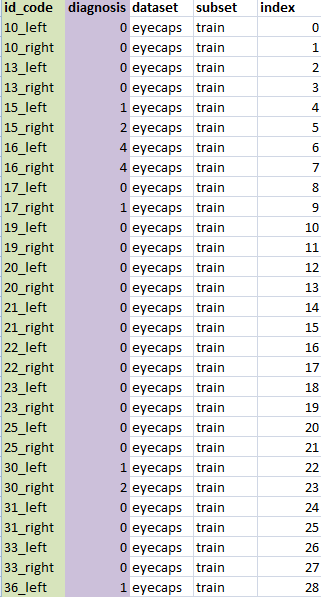 id_code diagnosis dataset subset index
10_left 0 eyecaps train 0
10_right 0 eyecaps train 1
13_left 0 eyecaps train 2
13_right 0 eyecaps train 3
15_left 1 eyecaps train 4
15_right 2 eyecaps train 5
16_left 4 eyecaps train 6
16_right 4 eyecaps train 7
17_left 0 eyecaps train 8
17_right 1 eyecaps train 9
19_left 0 eyecaps train 10
19_right 0 eyecaps train 11
20_left 0 eyecaps train 12
20_right 0 eyecaps train 13
21_left 0 eyecaps train 14
21_right 0 eyecaps train 15
22_left 0 eyecaps train 16
22_right 0 eyecaps train 17
23_left 0 eyecaps train 18
23_right 0 eyecaps train 19
25_left 0 eyecaps train 20
25_right 0 eyecaps train 21
30_left 1 eyecaps train 22
30_right 2 eyecaps train 23
31_left 0 eyecaps train 24
31_right 0 eyecaps train 25
33_left 0 eyecaps train 26
33_right 0 eyecaps train 27
36_left 1 eyecaps train 28